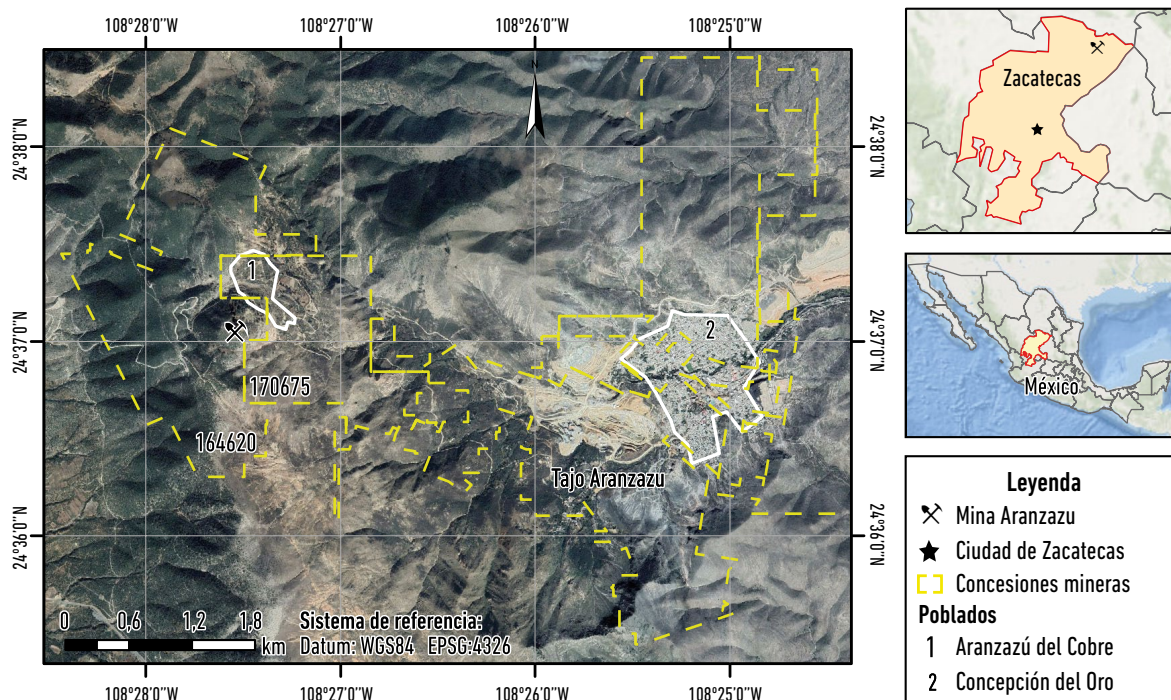 108°28'0"W
108°27'0"W
108°26'0"W
108°25'0"W
24°38'0"N
24°37'0"N
24°36'0"N
N
1
2
170675
164620
Tajo Aranzazu
0 0,6 1,2 1,8
km
Sistema de referencia:
Datum: WGS84 EPSG:4326
24°38'0"N
24°37'0"N
24°36'0"N
108°28'0"W
108°27'0"W
108°26'0"W
108°25'0"W
Zacatecas
México
Leyenda
Mina Aranzazu
Ciudad de Zacatecas
Concesiones mineras
Poblados
1 Aranzazú del Cobre
2 Concepción del Oro